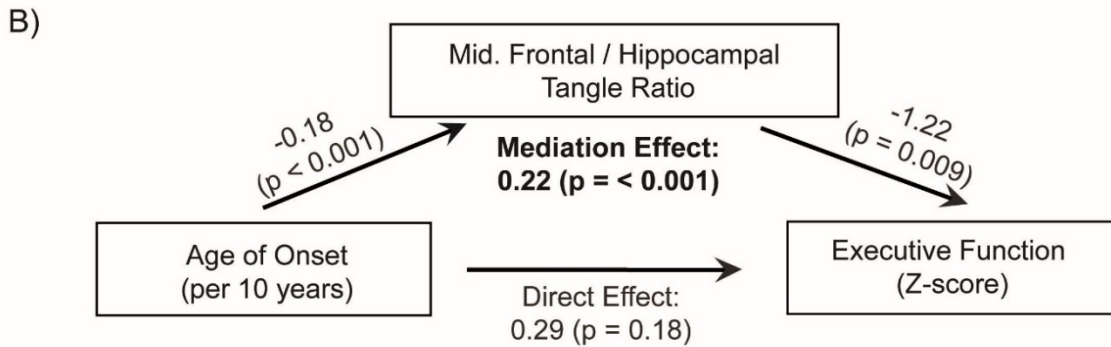 B)
Mid. Frontal / Hippocampal
Tangle Ratio
-0.18
(p < 0.001)
-1.22
(p = 0.009)
Mediation Effect:
0.22 (p = < 0.001)
Age of Onset
(per 10 years)
Executive Function
(Z-score)
Direct Effect:
0.29 (p = 0.18)